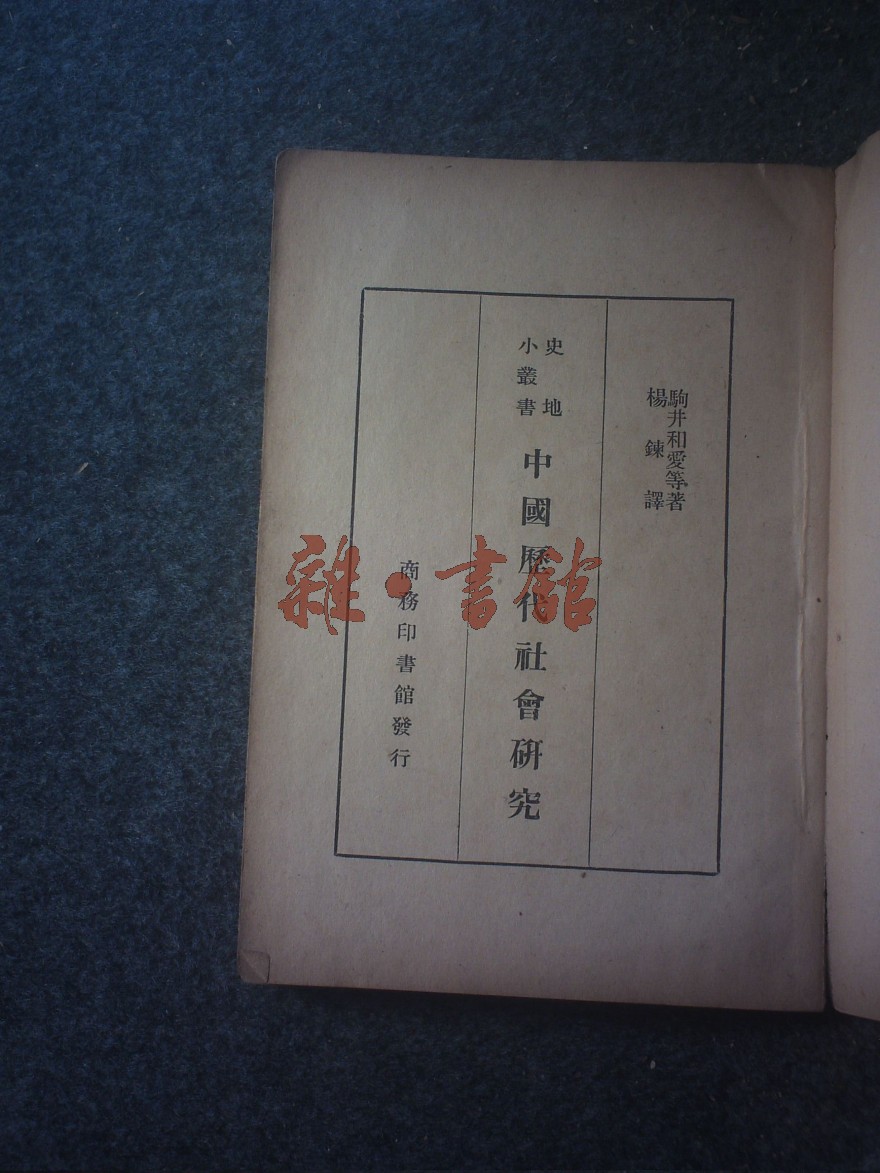 駒井和愛等著
楊鍊譯
史地
小叢書
中國歷代社會研究
商務印書館發行
雜·書館